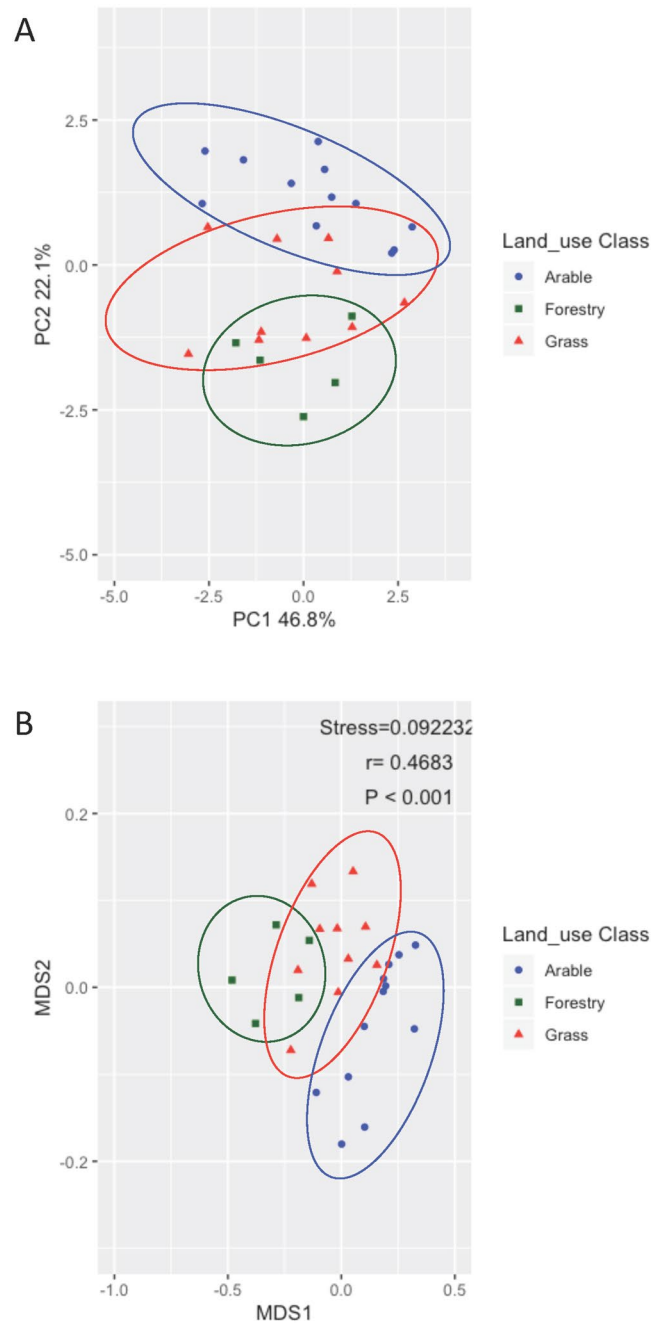 A
2.5
0.0
-2.5
-5.0
PC2 22.1%
-5.0 -2.5 0.0 2.5
PC1 46.8%
Land_use Class
Arable
Forestry
Grass
B
Stress=0.092232
r= 0.4683
P < 0.001
0.2
0.0
-0.2
MDS2
-1.0 -0.5 0.0 0.5
MDS1
Land_use Class
Arable
Forestry
Grass